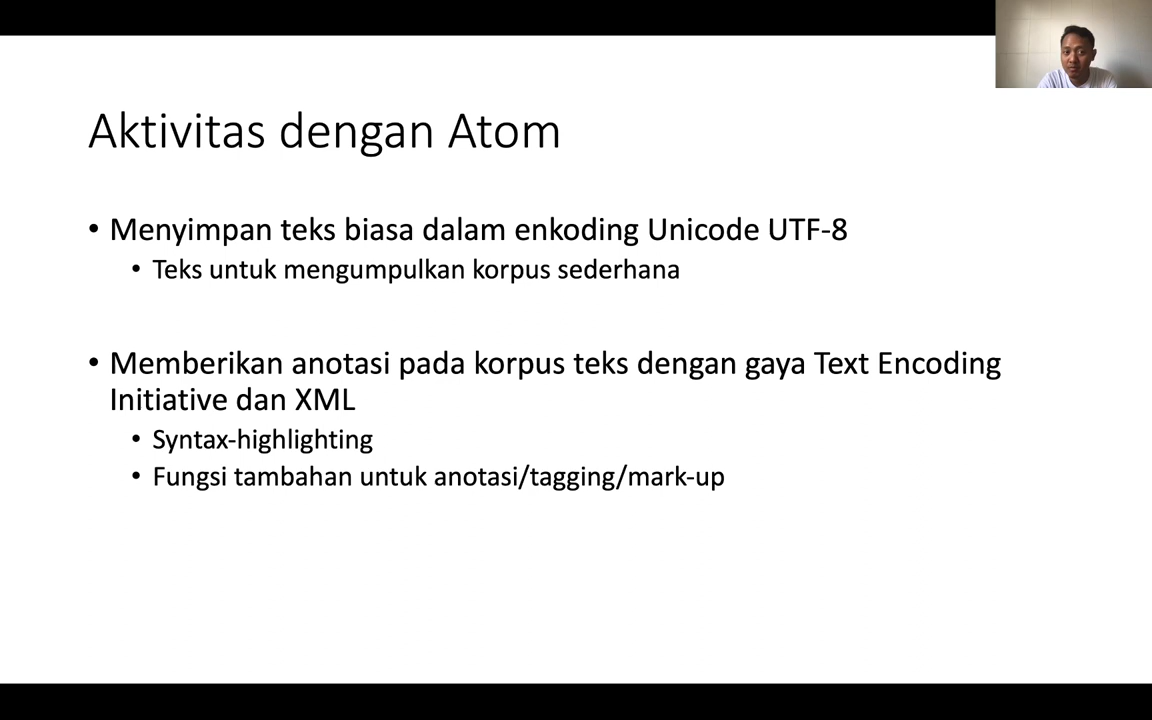 Aktivitas dengan Atom
• Menyimpan teks biasa dalam enkoding Unicode UTF-8
• Teks untuk mengumpulkan korpus sederhana
• Memberikan anotasi pada korpus teks dengan gaya Text Encoding
Initiative dan XML
• Syntax-highlighting
• Fungsi tambahan untuk anotasi/tagging/mark-up